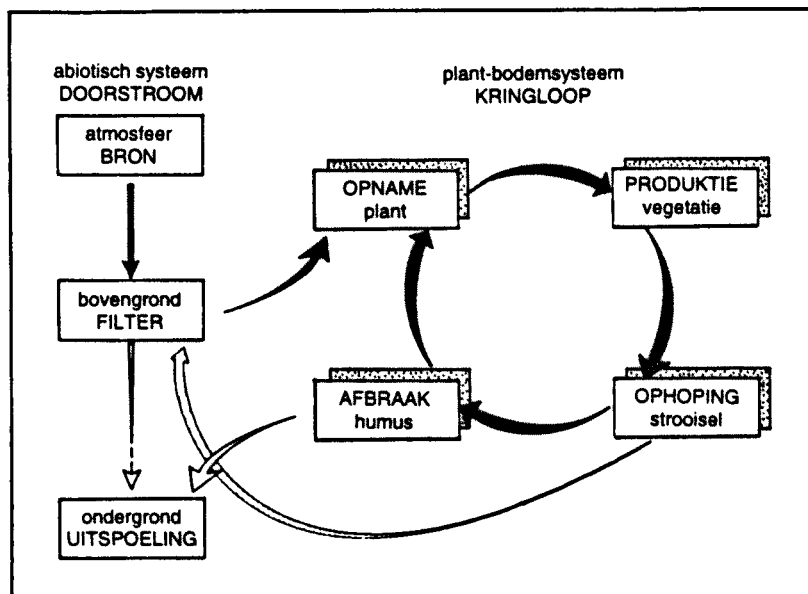 abiotisch systeem
DOORSTROOM
plant-bodemsysteem
KRINGLOOP
atmosfeer
BRON
OPNAME
plant
PRODUKTIE
vegetatie
bovengrond
FILTER
AFBRAAK
humus
OPHOPING
strooisel
ondergrond
UITSPOELING